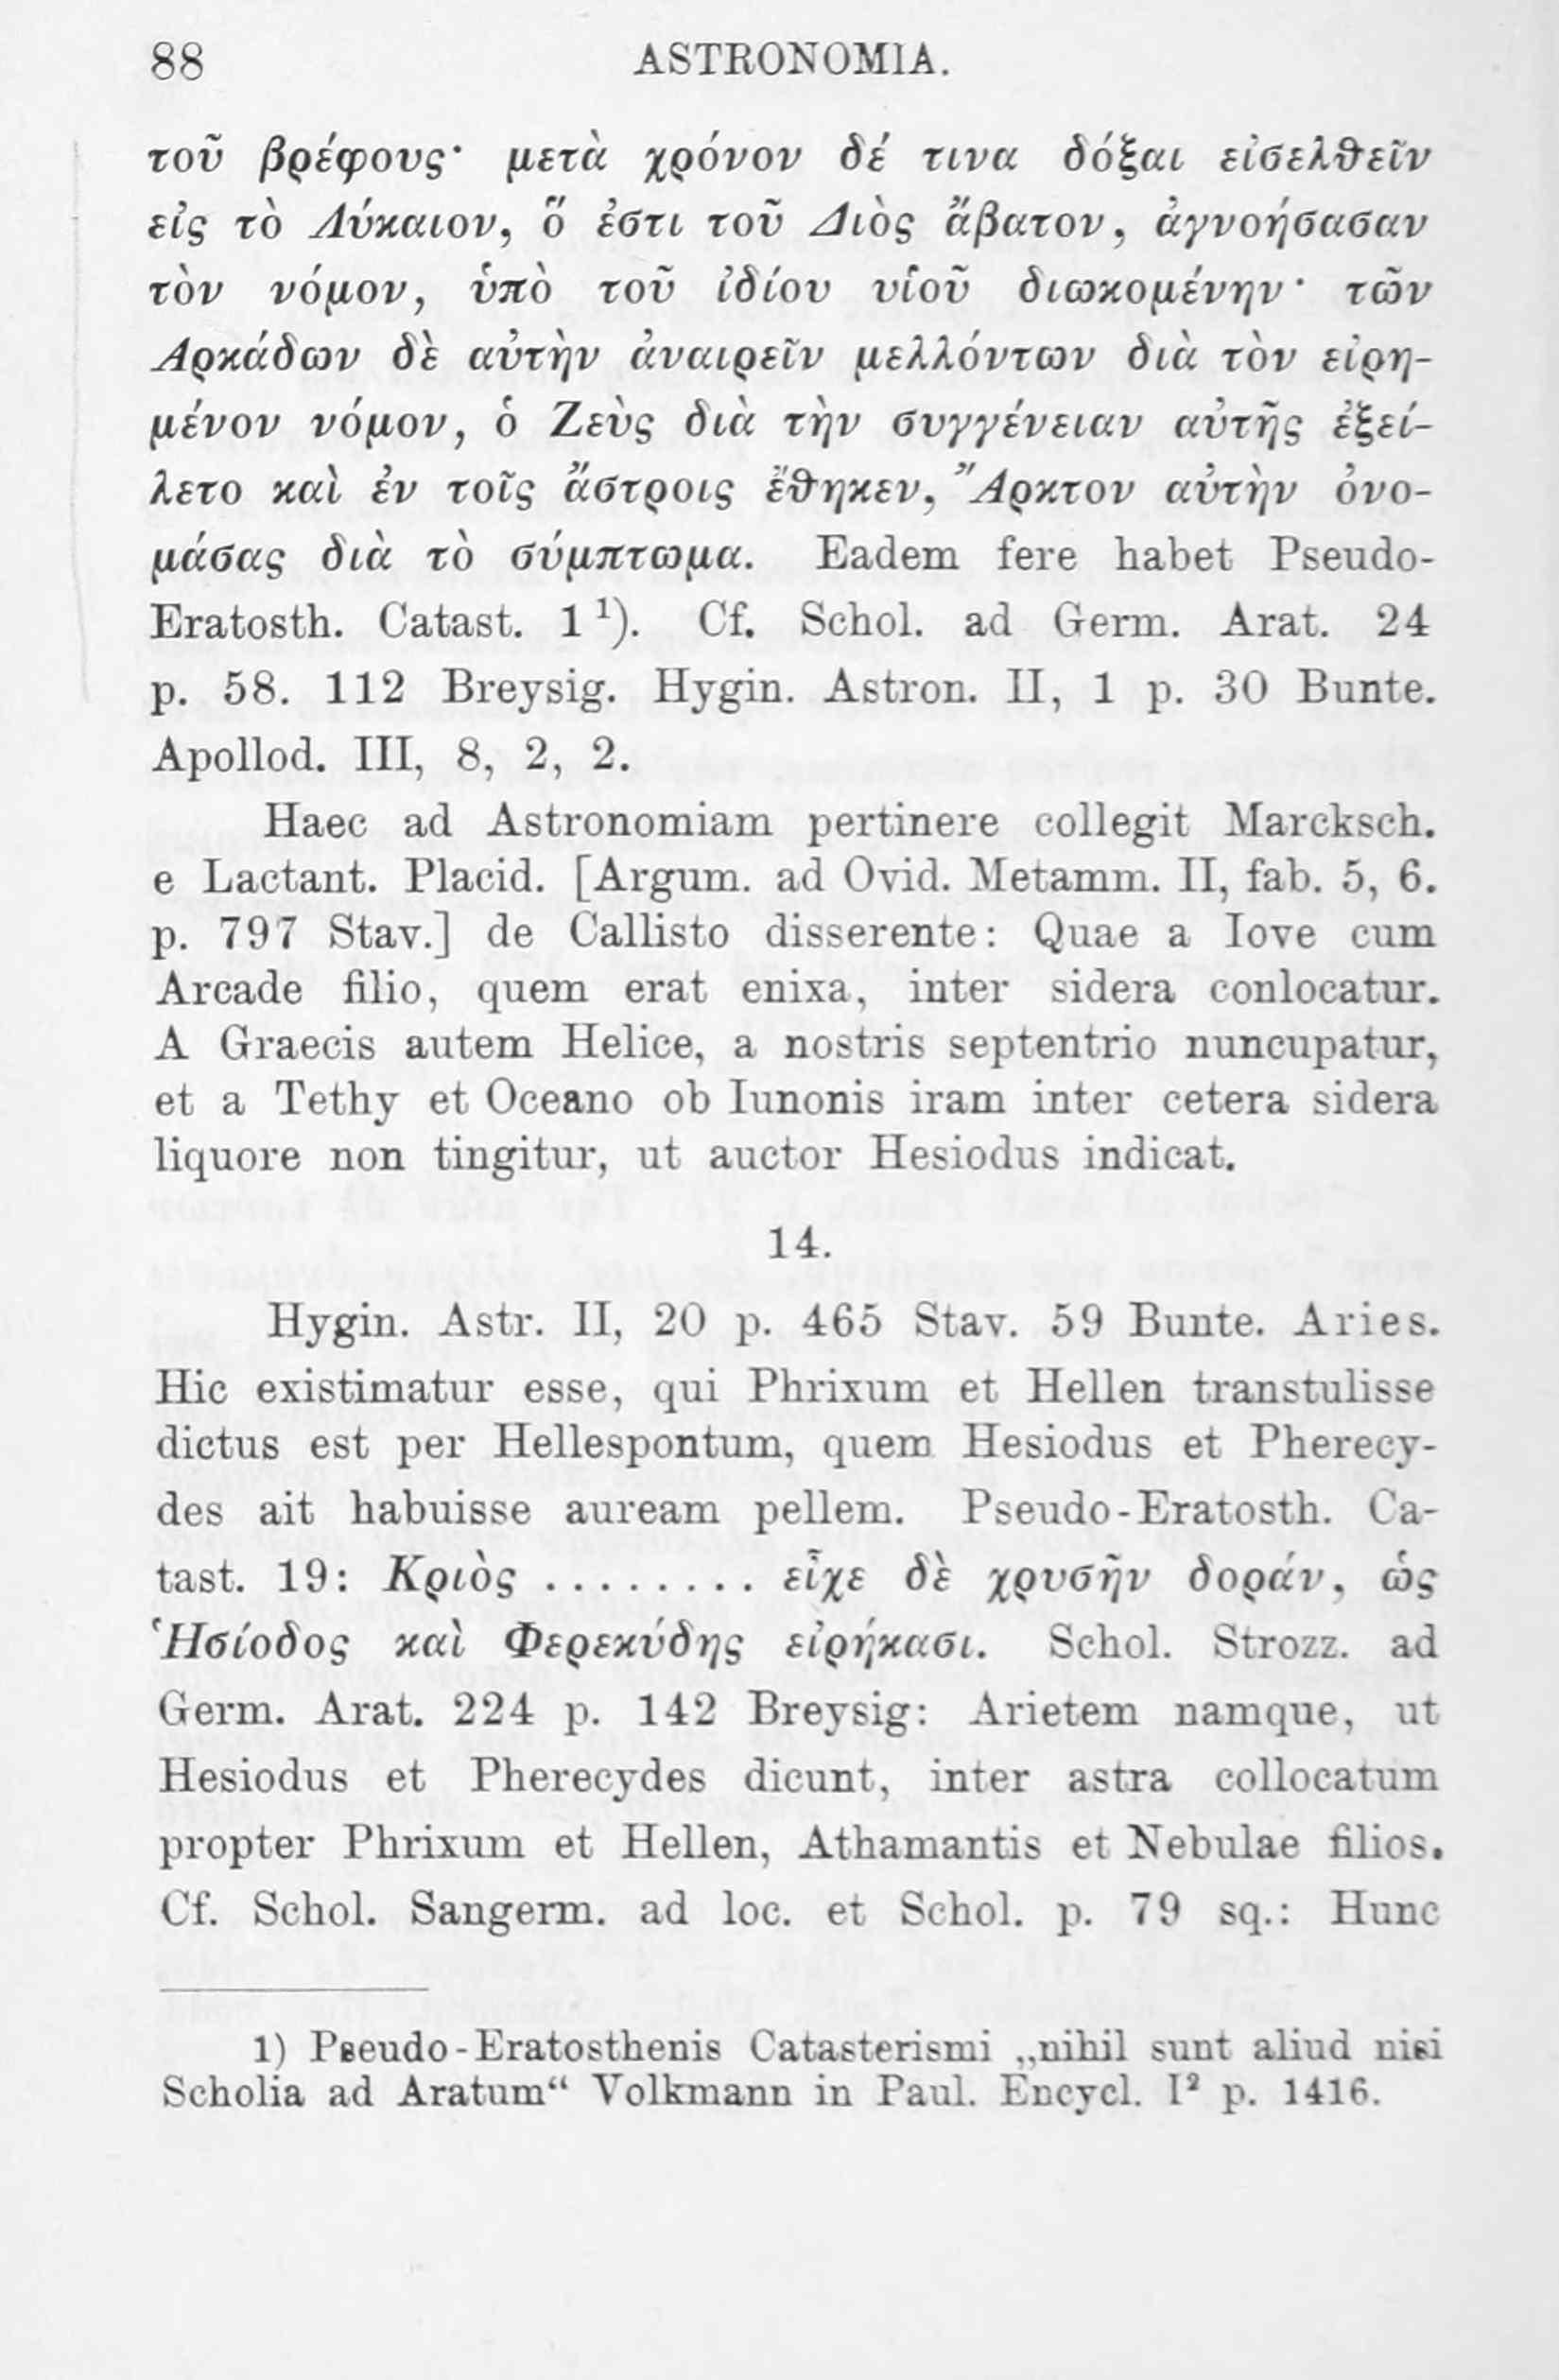 88 ASTRONOMIA.
τοῦ βρέφους· μετὰ χρόνον δέ τινα δόξαι εἰσελθεῖν
εἰς τὸ Λύκαιον, ὅ ἐστι τοῦ Διὸς ἄβατον, ἀγνοήσασαν
τὸν νόμον, ὑπὸ τοῦ ἰδίου υἱοῦ διωκομένην· τῶν
Ἀρκάδων δὲ αὐτὴν ἀναιρεῖν μελλόντων διὰ τὸν εἰρη-
μένον νόμον, ὁ Ζεὺς διὰ τὴν συγγένειαν αὐτῆς ἐξεί-
λετο καὶ ἐν τοῖς ἄστροις ἔθηκεν, Ἄρκτον αὐτὴν ὀνο-
μάσας διὰ τὸ σύμπτωμα. Eadem fere habet Pseudo-
Eratosth. Catast. 1 ¹). Cf. Schol. ad Germ. Arat. 24
p. 58. 112 Breysig. Hygin. Astron. II, 1 p. 30 Bunte.
Apollod. III, 8, 2, 2.
Haec ad Astronomiam pertinere collegit Marcksch.
e Lactant. Placid. [Argum. ad Ovid. Metamm. II, fab. 5, 6.
p. 797 Stav.] de Callisto disserente: Quae a Iove cum
Arcade filio, quem erat enixa, inter sidera conlocatur.
A Graecis autem Helice, a nostris septentrio nuncupatur,
et a Tethy et Oceano ob Iunonis iram inter cetera sidera
liquore non tingitur, ut auctor Hesiodus indicat.
14.
Hygin. Astr. II, 20 p. 465 Stav. 59 Bunte. Aries.
Hic existimatur esse, qui Phrixum et Hellen transtulisse
dictus est per Hellespontum, quem Hesiodus et Pherecy-
des ait habuisse auream pellem. Pseudo-Eratosth. Ca-
tast. 19: Κριὸς ......... εἶχε δὲ χρυσῆν δοράν, ὡς
Ἡσίοδος καὶ Φερεκύδης εἰρήκασι. Schol. Strozz. ad
Germ. Arat. 224 p. 142 Breysig: Arietem namque, ut
Hesiodus et Pherecydes dicunt, inter astra collocatum
propter Phrixum et Hellen, Athamantis et Nebulae filios.
Cf. Schol. Sangerm. ad loc. et Schol. p. 79 sq.: Hunc
1) Pseudo-Eratosthenis Catasterismi „nihil sunt aliud nisi
Scholia ad Aratum“ Volkmann in Paul. Encycl. I² p. 1416.